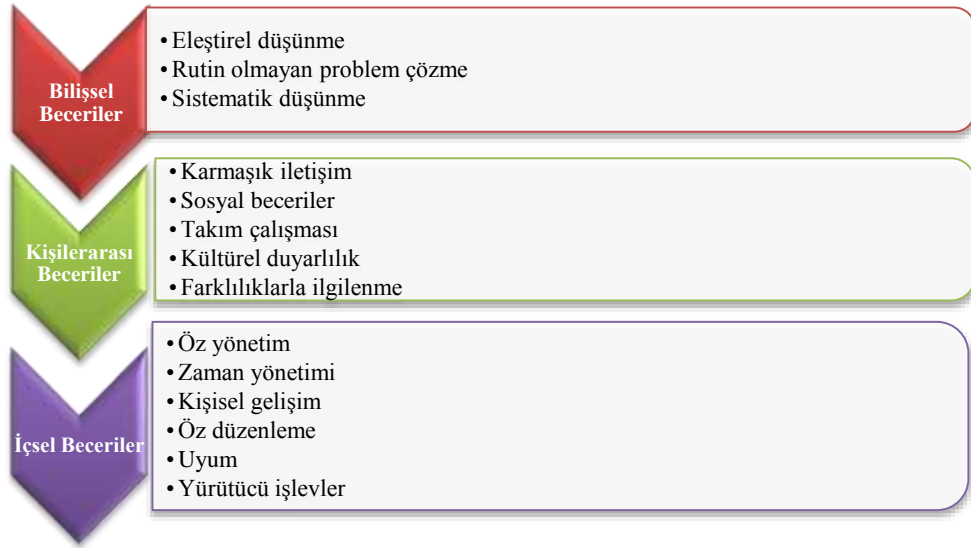 Bilişsel
Beceriler
• Eleştirel düşünme
• Rutin olmayan problem çözme
• Sistematik düşünme
Kişilerarası
Beceriler
• Karmaşık iletişim
• Sosyal beceriler
• Takım çalışması
• Kültürel duyarlılık
• Farklılıklarla ilgilenme
İçsel Beceriler
• Öz yönetim
• Zaman yönetimi
• Kişisel gelişim
• Öz düzenleme
• Uyum
• Yürütücü işlevler